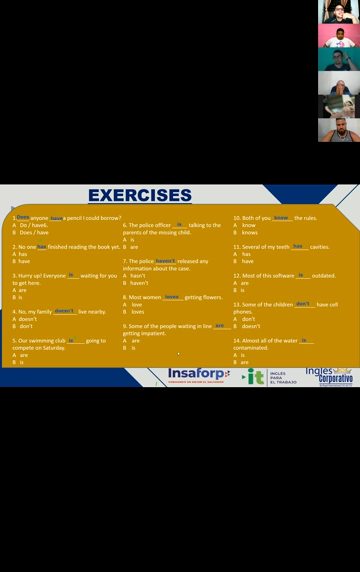 EXERCISES
1. Does anyone have a pencil I could borrow?
A Do / have6.
B Does / have
2. No one has finished reading the book yet.
A has
B have
3. Hurry up! Everyone is waiting for you
to get here.
A are
B is
4. No, my family doesn't live nearby.
A doesn't
B don't
5. Our swimming club is going to
compete on Saturday.
A are
B is
6. The police officer is talking to the
parents of the missing child.
A is
B are
7. The police haven't released any
information about the case.
A hasn't
B haven't
8. Most women loves getting flowers.
A love
B loves
9. Some of the people waiting in line are
getting impatient.
A are
B is
10. Both of you know the rules.
A know
B knows
11. Several of my teeth has cavities.
A has
B have
12. Most of this software is outdated.
A are
B is
13. Some of the children don't have cell
phones.
A don't
B doesn't
14. Almost all of the water is
contaminated.
A is
B are
Insaforp
it
INGLÉS
PARA
EL TRABAJO
Inglés
Corporativo